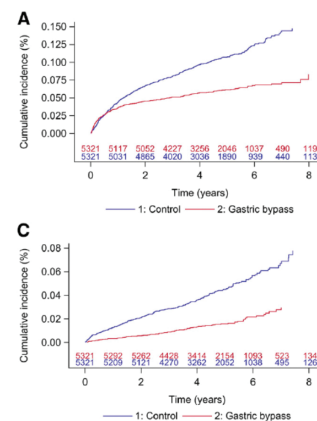 A
Cumulative incidence (%)
0.150
0.125
0.100
0.075
0.050
0.025
0.000
5321 5117 5052 4227 3256 2046 1037 490 119
5321 5031 4865 4020 3036 1890 939 440 113
0 2 4 6 8
Time (years)
1: Control 2: Gastric bypass
C
Cumulative incidence (%)
0.08
0.06
0.04
0.02
0.00
5321 5292 5262 4428 3414 2154 1093 523 134
5321 5209 5121 4270 3262 2052 1038 495 126
0 2 4 6 8
Time (years)
1: Control 2: Gastric bypass